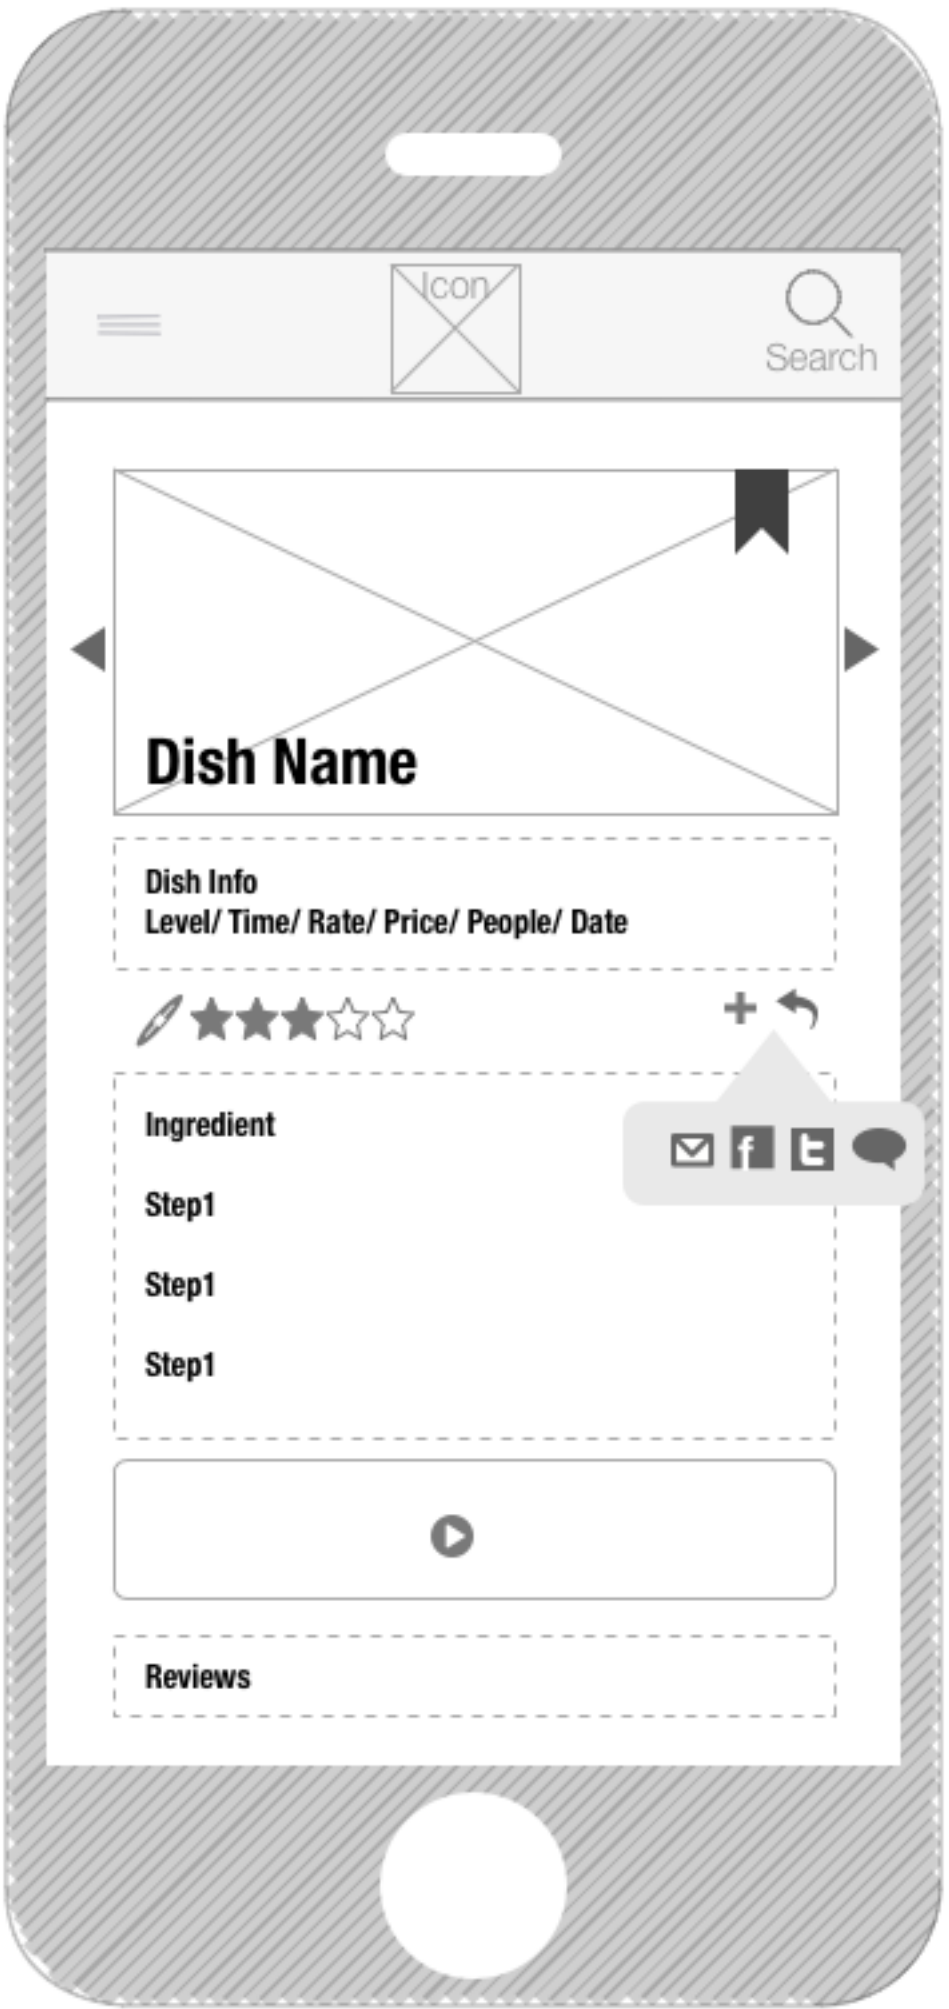 Icon
Search
Dish Name
Dish Info
Level/ Time/ Rate/ Price/ People/ Date
Ingredient
Step1
Step1
Step1
Reviews